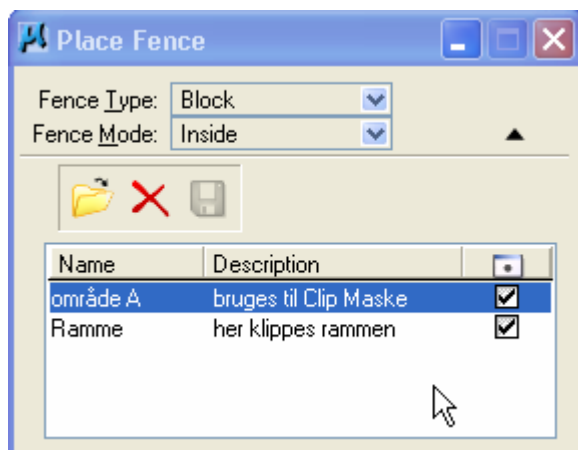 Place Fence
Fence Type: Block
Fence Mode: Inside
Name Description
område A bruges til Clip Maske
Ramme her klippes rammen